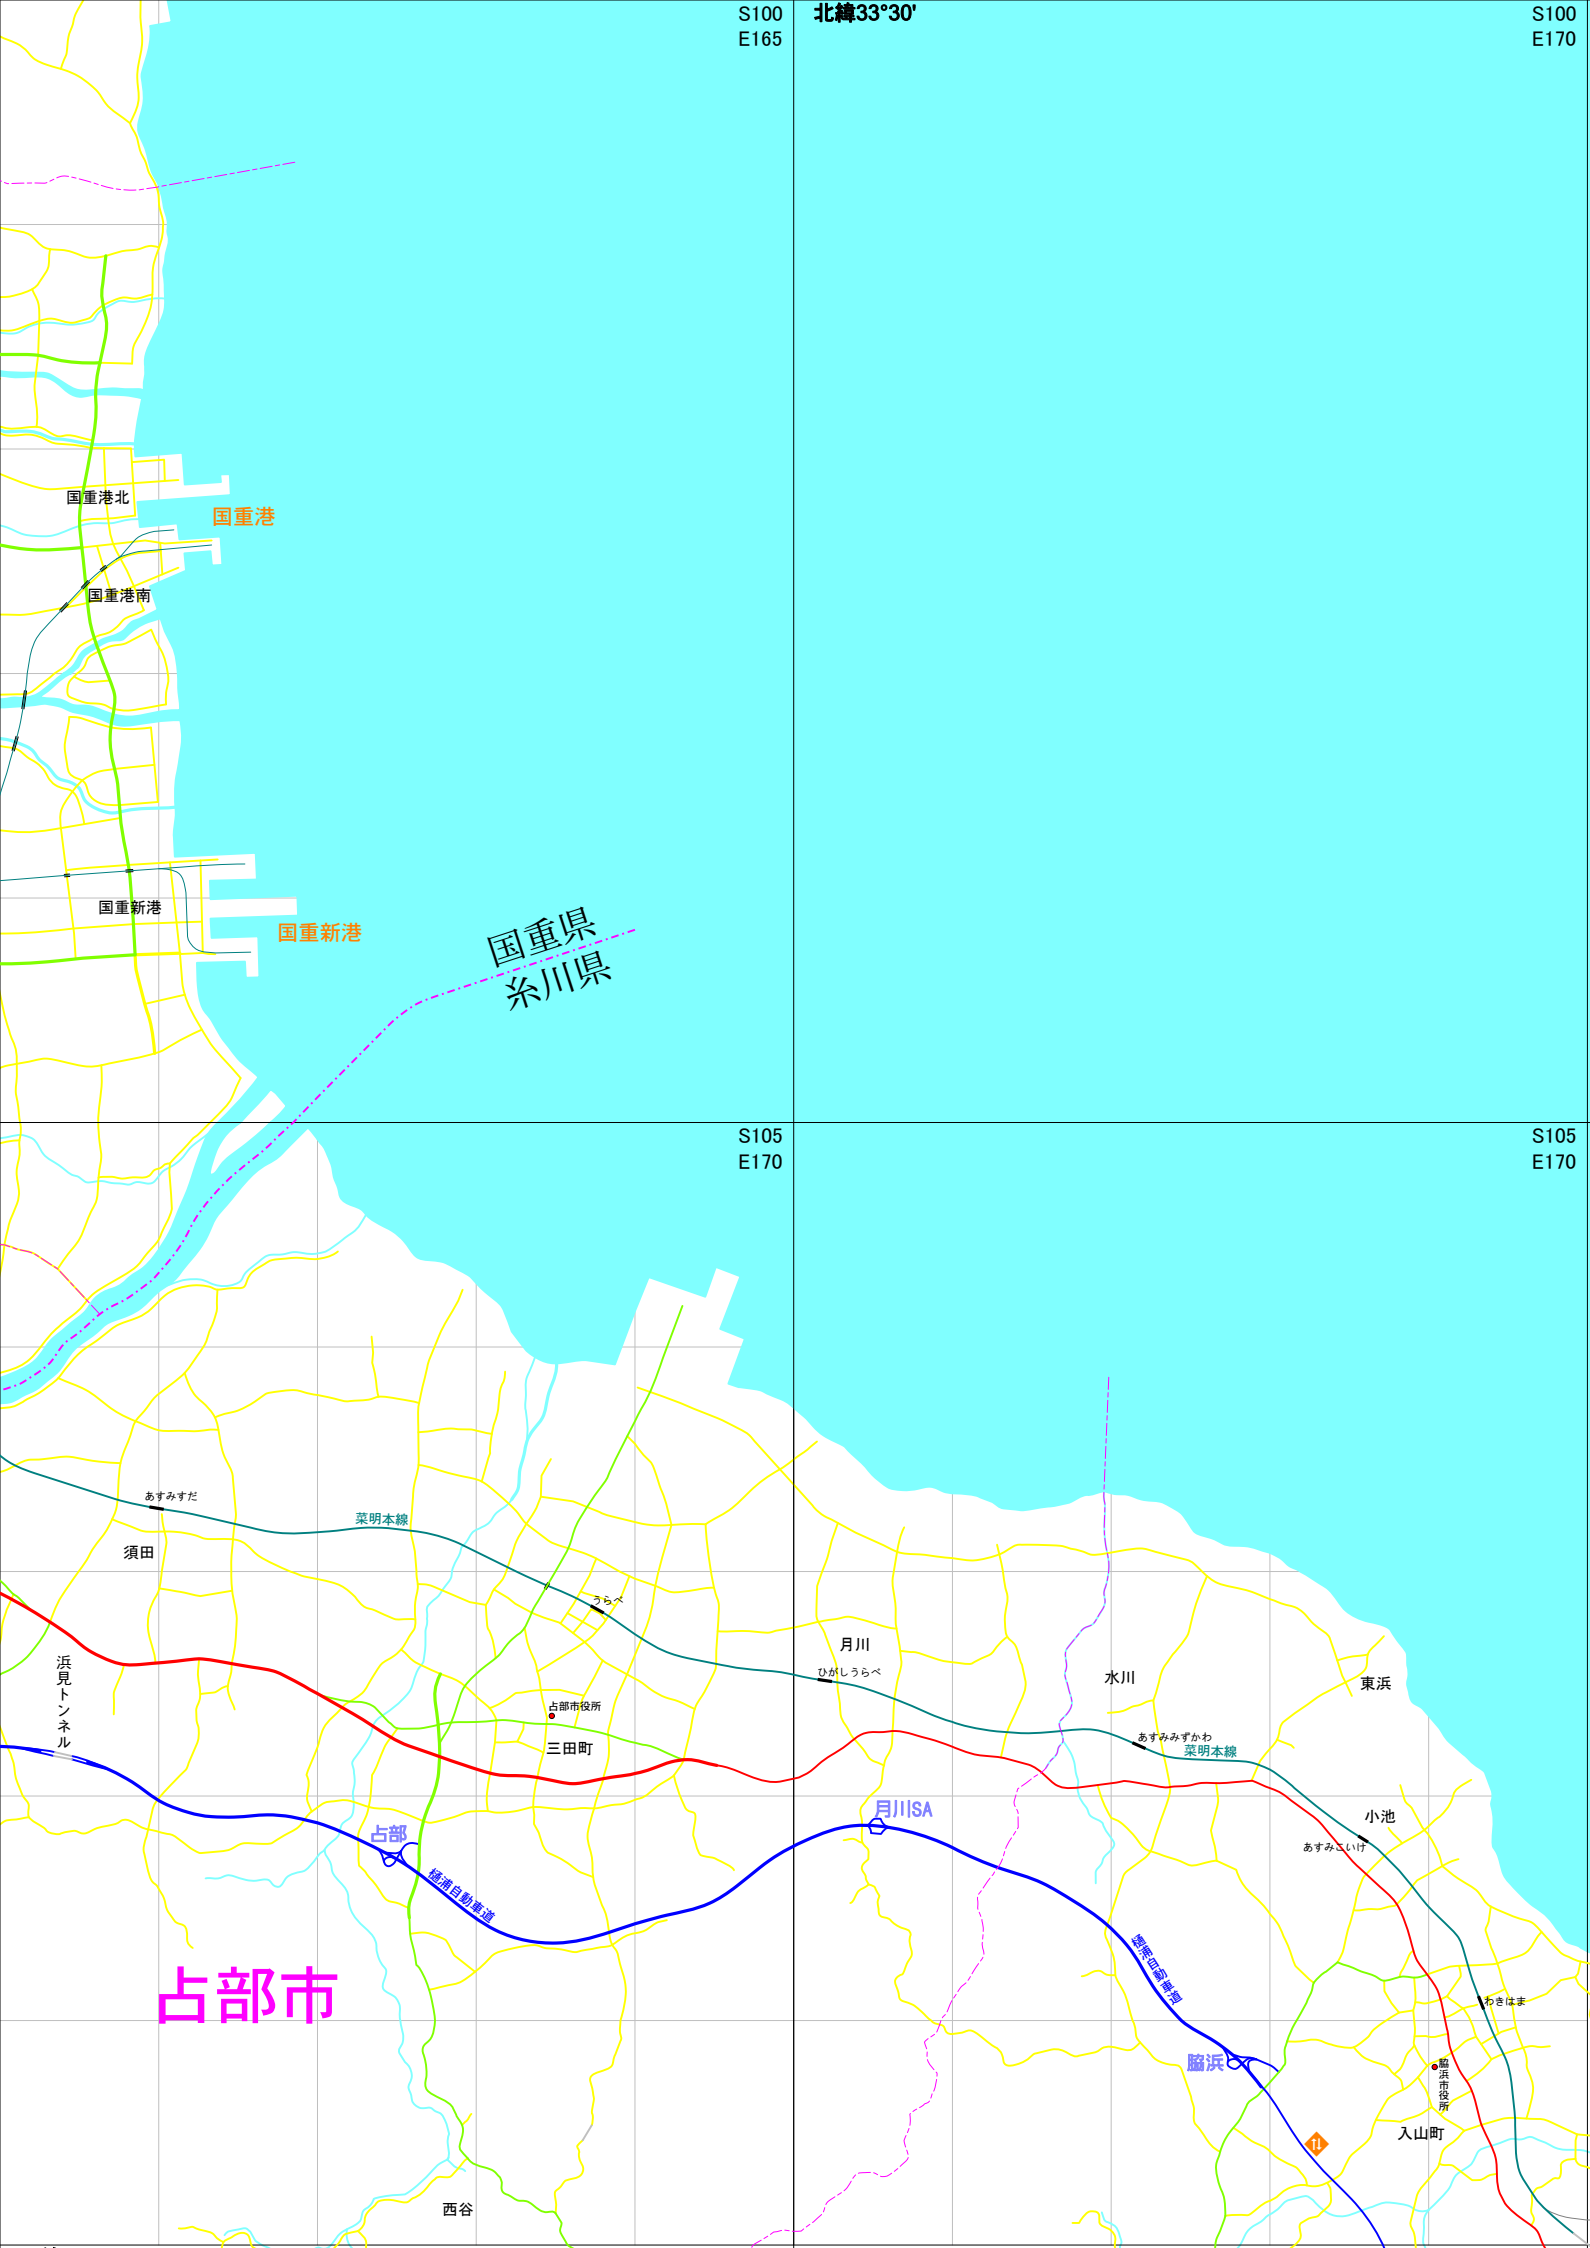 S100
E165
北緯33°30'
S100
E170
国重港北
国重港
国重港南
国重新港
国重新港
国重県
糸川県
S105
E170
S105
E170
あすみすだ
菜明本線
須田
うらべ
浜見トンネル
月川
ひがしうらべ
水川
東浜
占部市役所
三田町
あすみみずかわ
菜明本線
占部
月川SA
小池
あすみこいけ
樋浦自動車道
樋浦自動車道
占部市
わきはま
脇浜
脇浜市役所
入山町
西谷